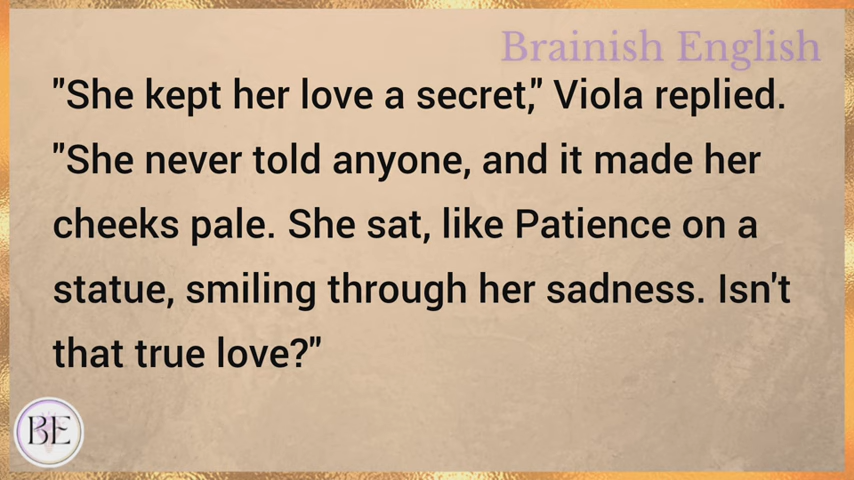 Brainish English
"She kept her love a secret," Viola replied.
"She never told anyone, and it made her
cheeks pale. She sat, like Patience on a
statue, smiling through her sadness. Isn't
that true love?"
BE